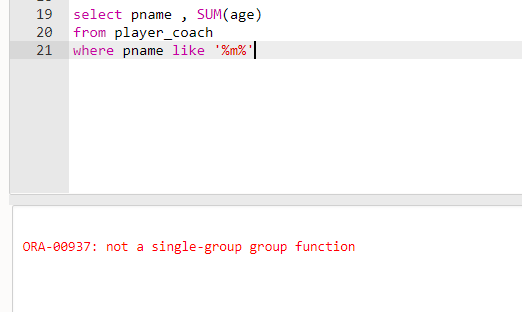 19 select pname , SUM(age)
20 from player_coach
21 where pname like '%m%'
ORA-00937: not a single-group group function